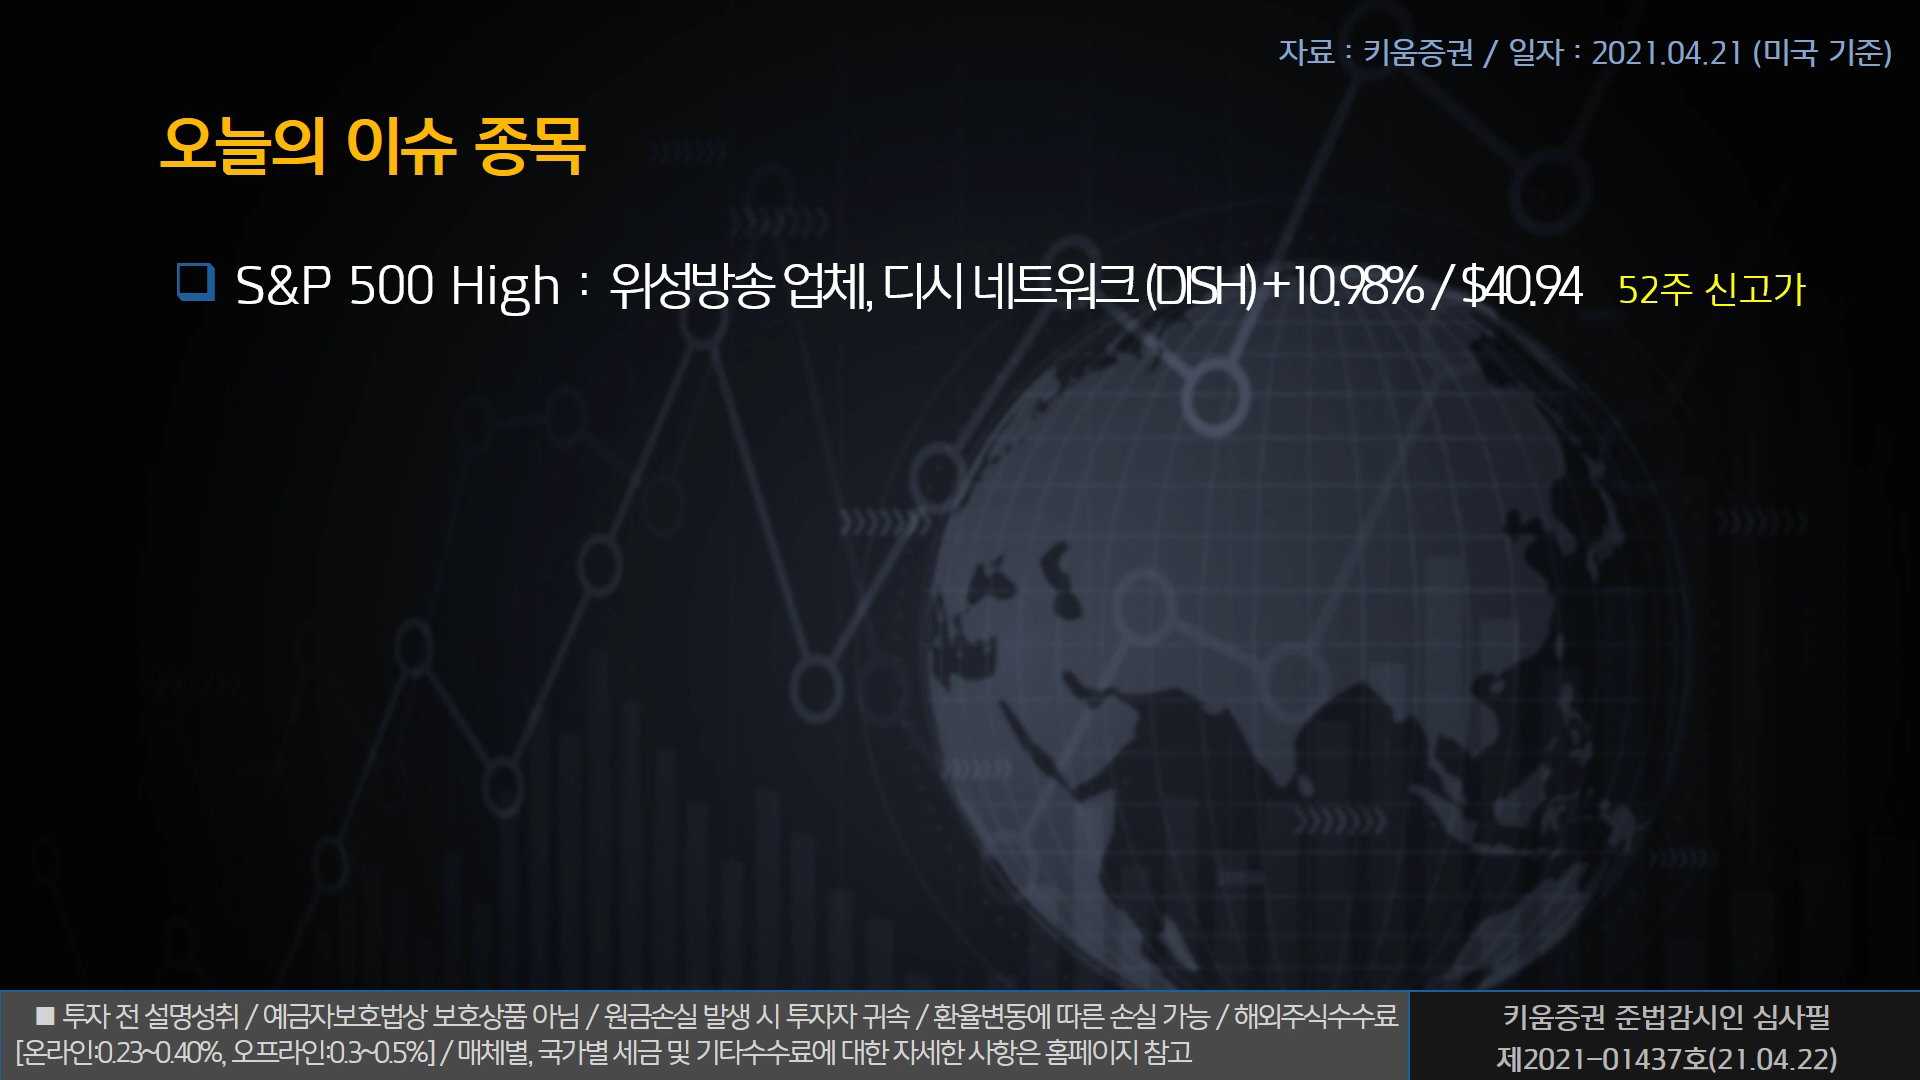 자료 : 키움증권 / 일자 : 2021.04.21 (미국 기준)
오늘의 이슈 종목
❑ S&P 500 High : 위성방송 업체, 디시 네트워크 (DISH) +10.98% / $40.94 52주 신고가
■ 투자 전 설명성취 / 예금자보호법상 보호상품 아님 / 원금손실 발생 시 투자자 귀속 / 환율변동에 따른 손실 가능 / 해외주식수수료
[온라인:0.23~0.40%, 오프라인:0.3~0.5%] / 매체별, 국가별 세금 및 기타수수료에 대한 자세한 사항은 홈페이지 참고
키움증권 준법감시인 심사필
제2021-01437호(21.04.22)